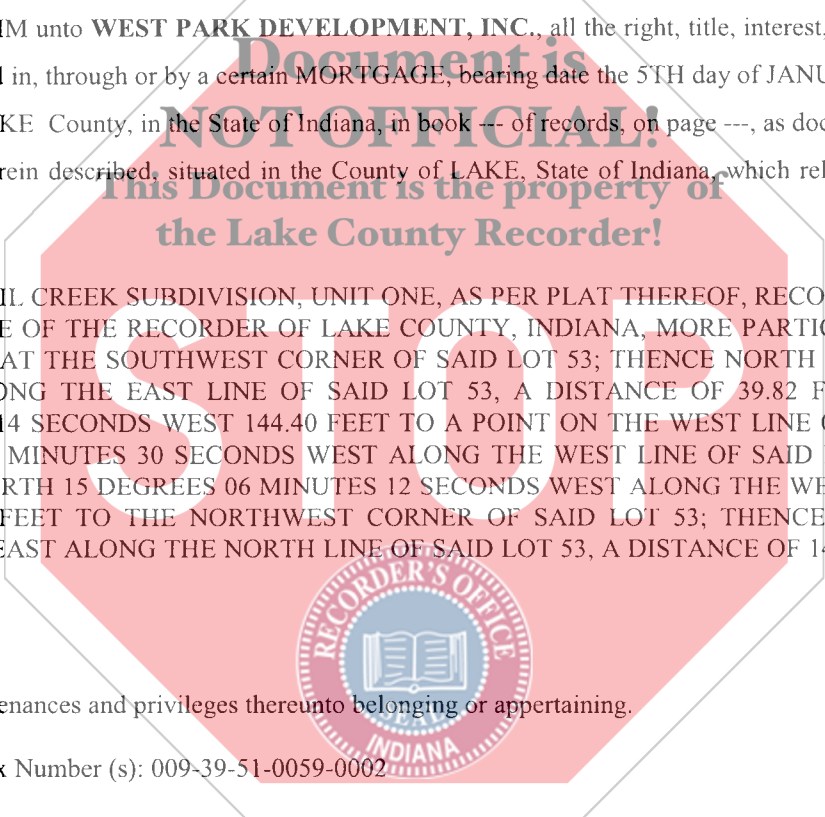 IM unto WEST PARK DEVELOPMENT, INC., all the right, title, interest,
Document is
in, through or by a certain MORTGAGE, bearing date the 5TH day of JANU
NOT OFFICIAL!
KE County, in the State of Indiana, in book --- of records, on page ---, as doc
rein described, situated in the County of LAKE, State of Indiana, which rel
This Document is the property of
the Lake County Recorder!
IL CREEK SUBDIVISION, UNIT ONE, AS PER PLAT THEREOF, RECO
E OF THE RECORDER OF LAKE COUNTY, INDIANA, MORE PARTIC
AT THE SOUTHWEST CORNER OF SAID LOT 53; THENCE NORTH
ONG THE EAST LINE OF SAID LOT 53, A DISTANCE OF 39.82 F
14 SECONDS WEST 144.40 FEET TO A POINT ON THE WEST LINE
MINUTES 30 SECONDS WEST ALONG THE WEST LINE OF SAID
RTH 15 DEGREES 06 MINUTES 12 SECONDS WEST ALONG THE WE
FEET TO THE NORTHWEST CORNER OF SAID LOT 53; THENCE
EAST ALONG THE NORTH LINE OF SAID LOT 53, A DISTANCE OF 14
STOP
RECORDER'S OFFICE
SEAL
INDIANA
enances and privileges thereunto belonging or appertaining.
x Number (s): 009-39-51-0059-0002